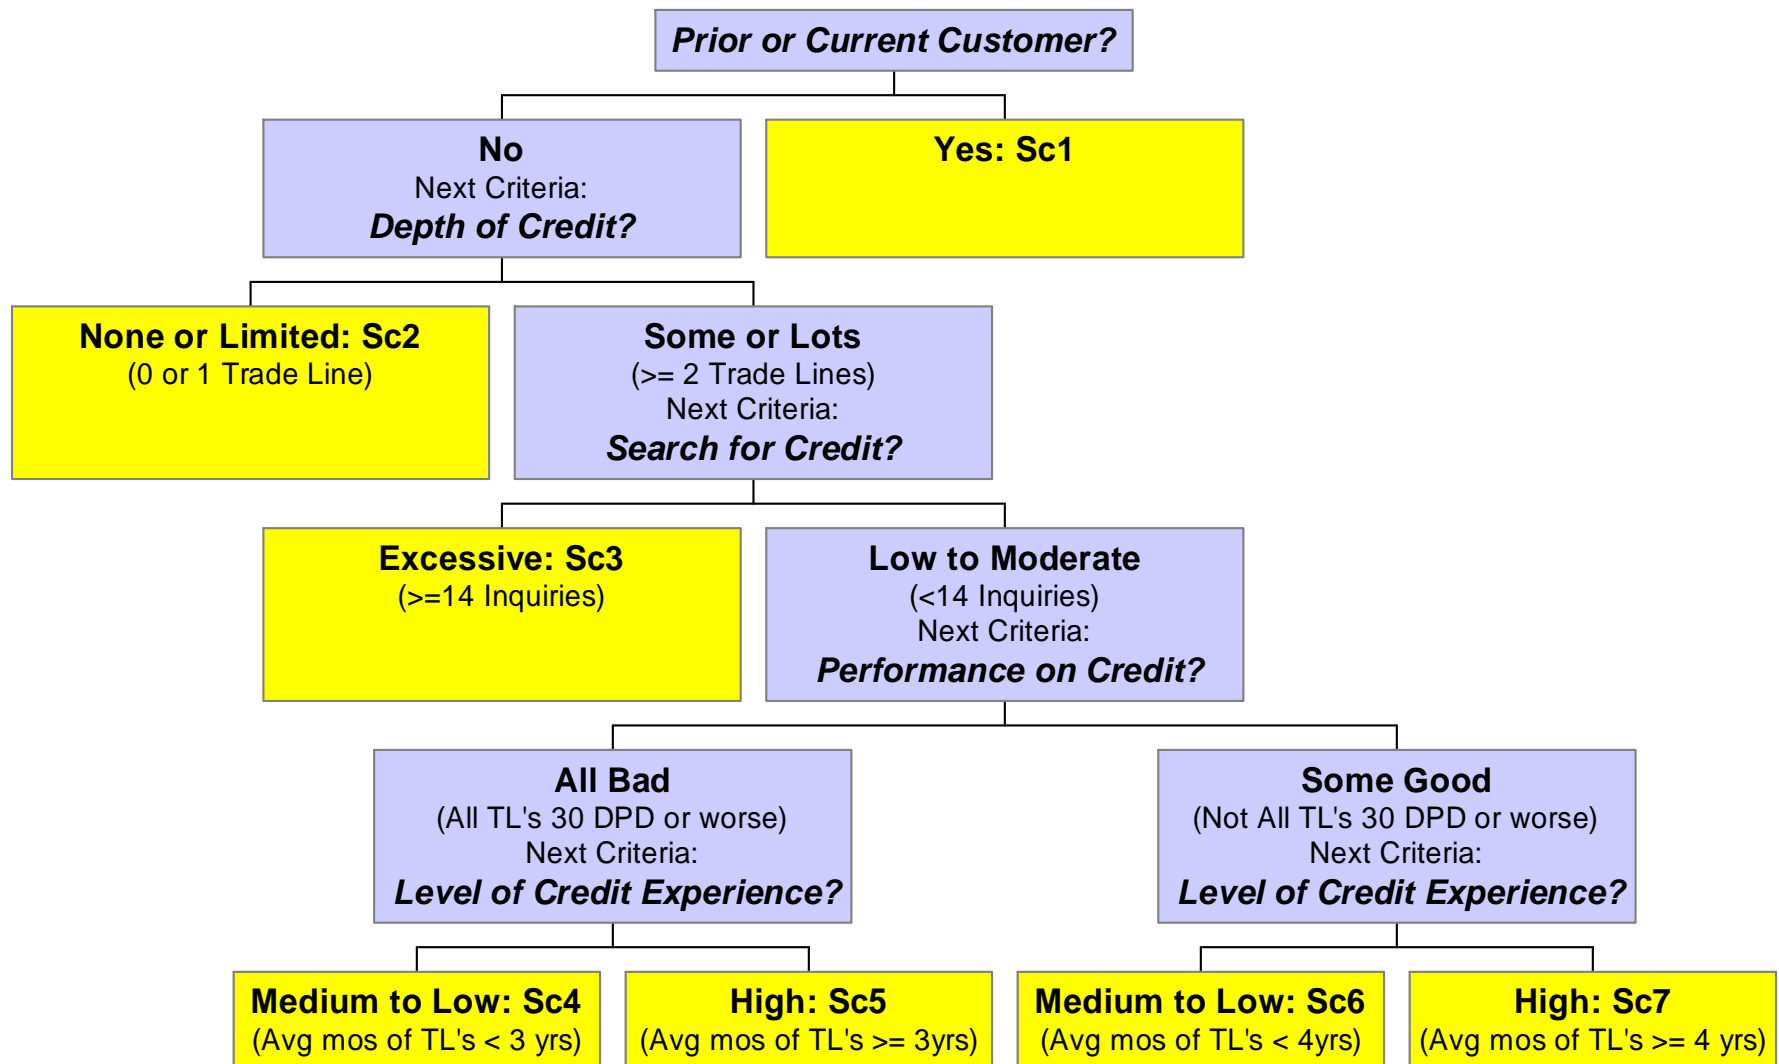 Prior or Current Customer?
No
Next Criteria:
Depth of Credit?
Yes: Sc1
None or Limited: Sc2
(0 or 1 Trade Line)
Some or Lots
(>= 2 Trade Lines)
Next Criteria:
Search for Credit?
Excessive: Sc3
(>=14 Inquiries)
Low to Moderate
(<14 Inquiries)
Next Criteria:
Performance on Credit?
All Bad
(All TL's 30 DPD or worse)
Next Criteria:
Level of Credit Experience?
Some Good
(Not All TL's 30 DPD or worse)
Next Criteria:
Level of Credit Experience?
Medium to Low: Sc4
(Avg mos of TL's < 3 yrs)
High: Sc5
(Avg mos of TL's >= 3yrs)
Medium to Low: Sc6
(Avg mos of TL's < 4yrs)
High: Sc7
(Avg mos of TL's >= 4 yrs)